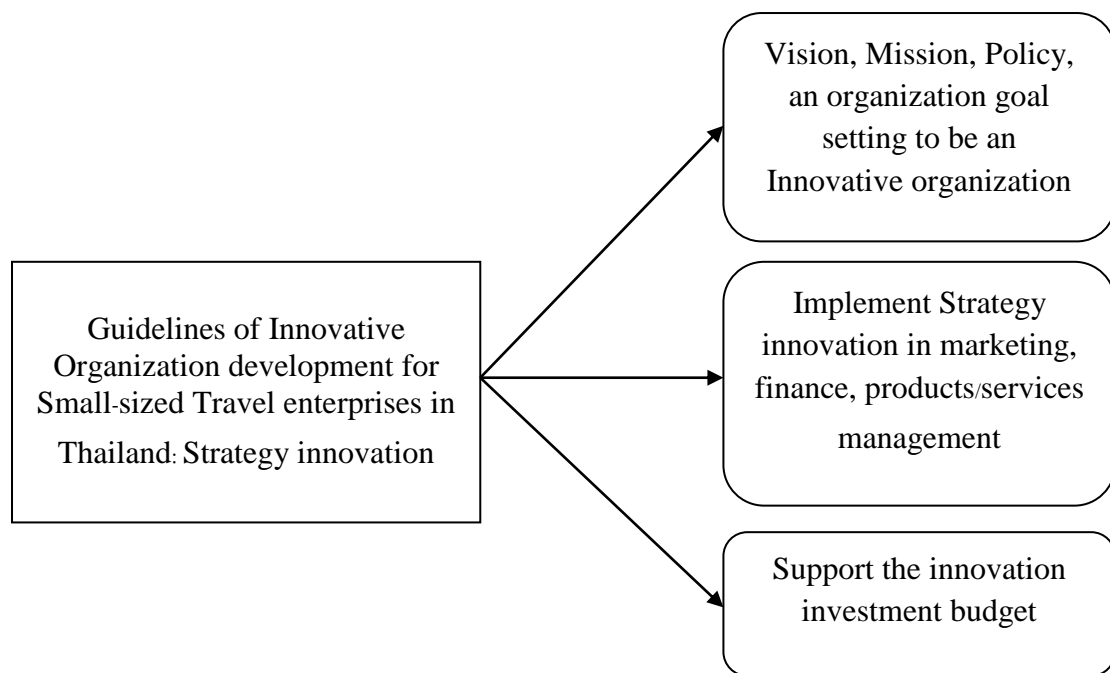 Vision, Mission, Policy,
an organization goal
setting to be an
Innovative organization
Guidelines of Innovative
Organization development for
Small-sized Travel enterprises in
Thailand: Strategy innovation
Implement Strategy
innovation in marketing,
finance, products/services
management
Support the innovation
investment budget